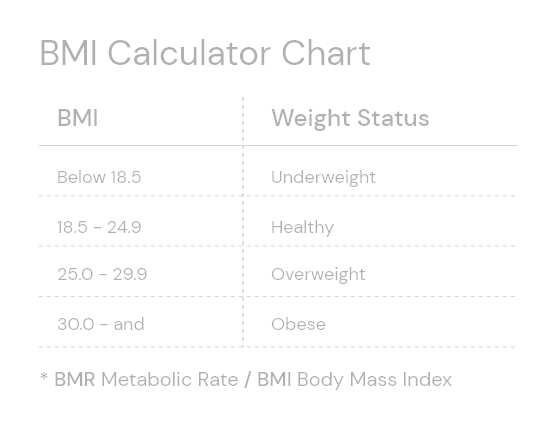 BMI Calculator Chart
BMI Weight Status
Below 18.5 Underweight
18.5 - 24.9 Healthy
25.0 - 29.9 Overweight
30.0 - and Obese
* BMR Metabolic Rate / BMI Body Mass Index